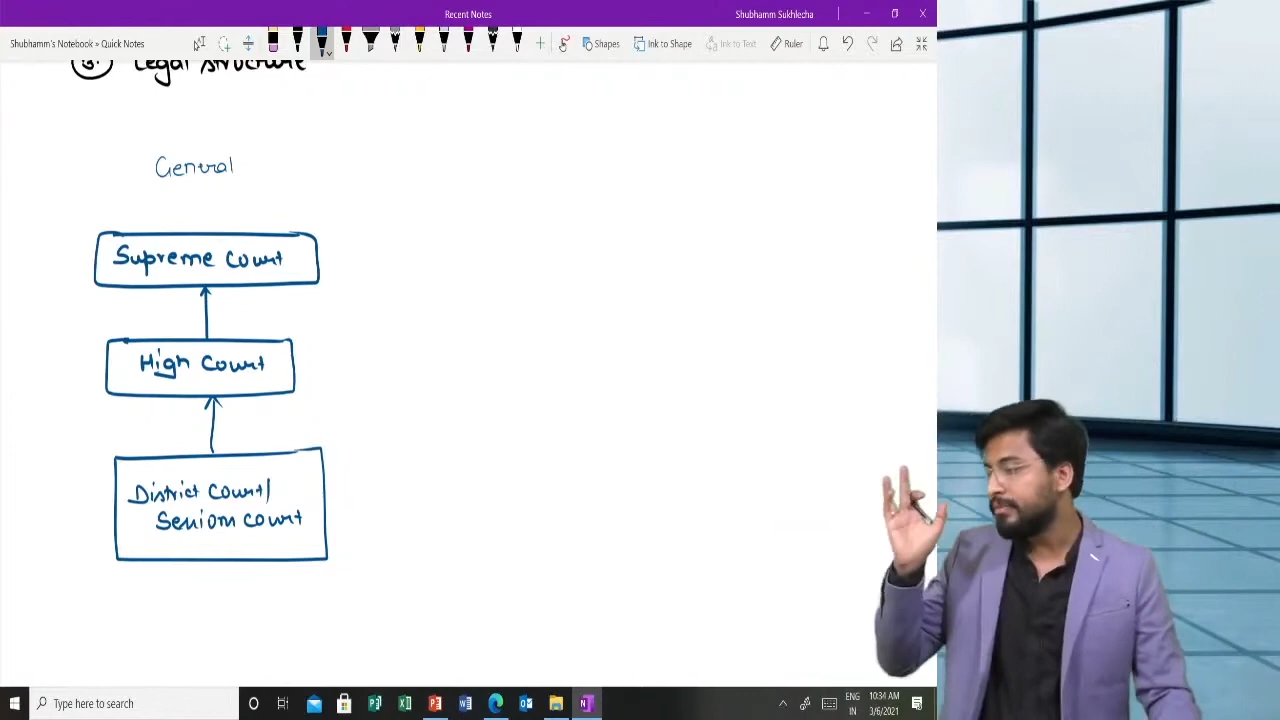 Recent Notes
Shubhamm Sukhlecha
Shubhamm's Notebook » Quick Notes
Shapes
Ink to Shape
Ink to Text
Ruler
3. Legal structure
General
Supreme Court
High Court
District Court/
Seniom Court
Type here to search
ENG
IN
10:34 AM
3/6/2021